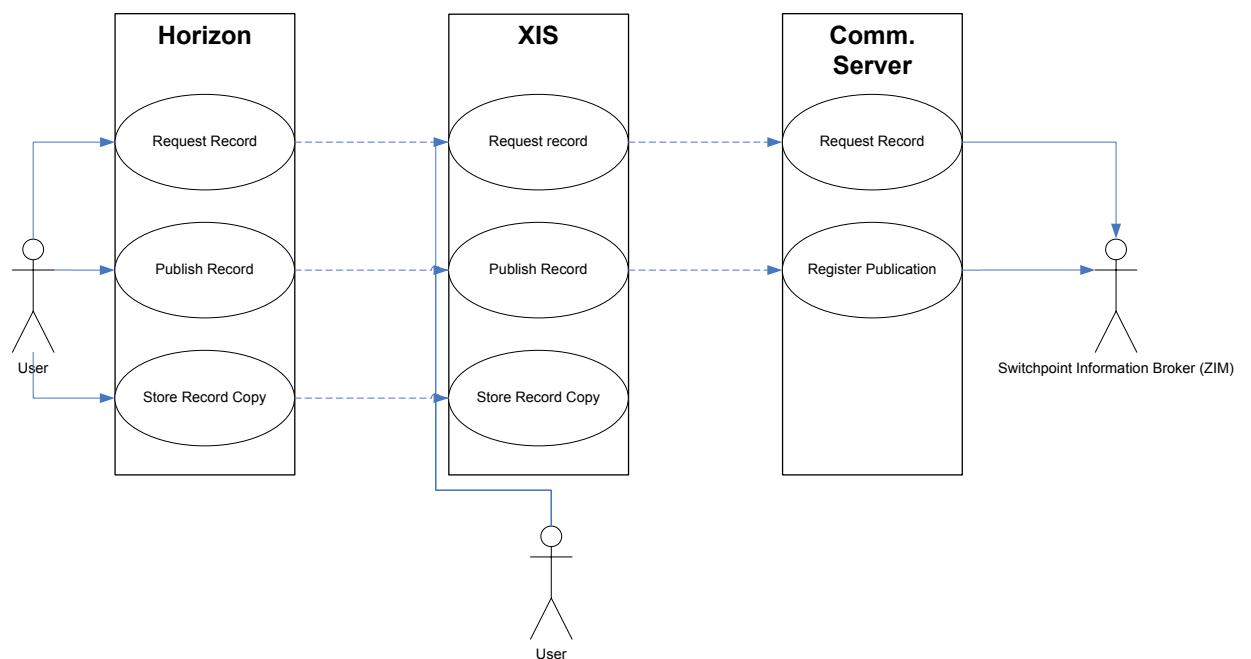 Horizon
XIS
Comm.
Server
Request Record
Request record
Request Record
Publish Record
Publish Record
Register Publication
User
Switchpoint Information Broker (ZIM)
Store Record Copy
Store Record Copy
User